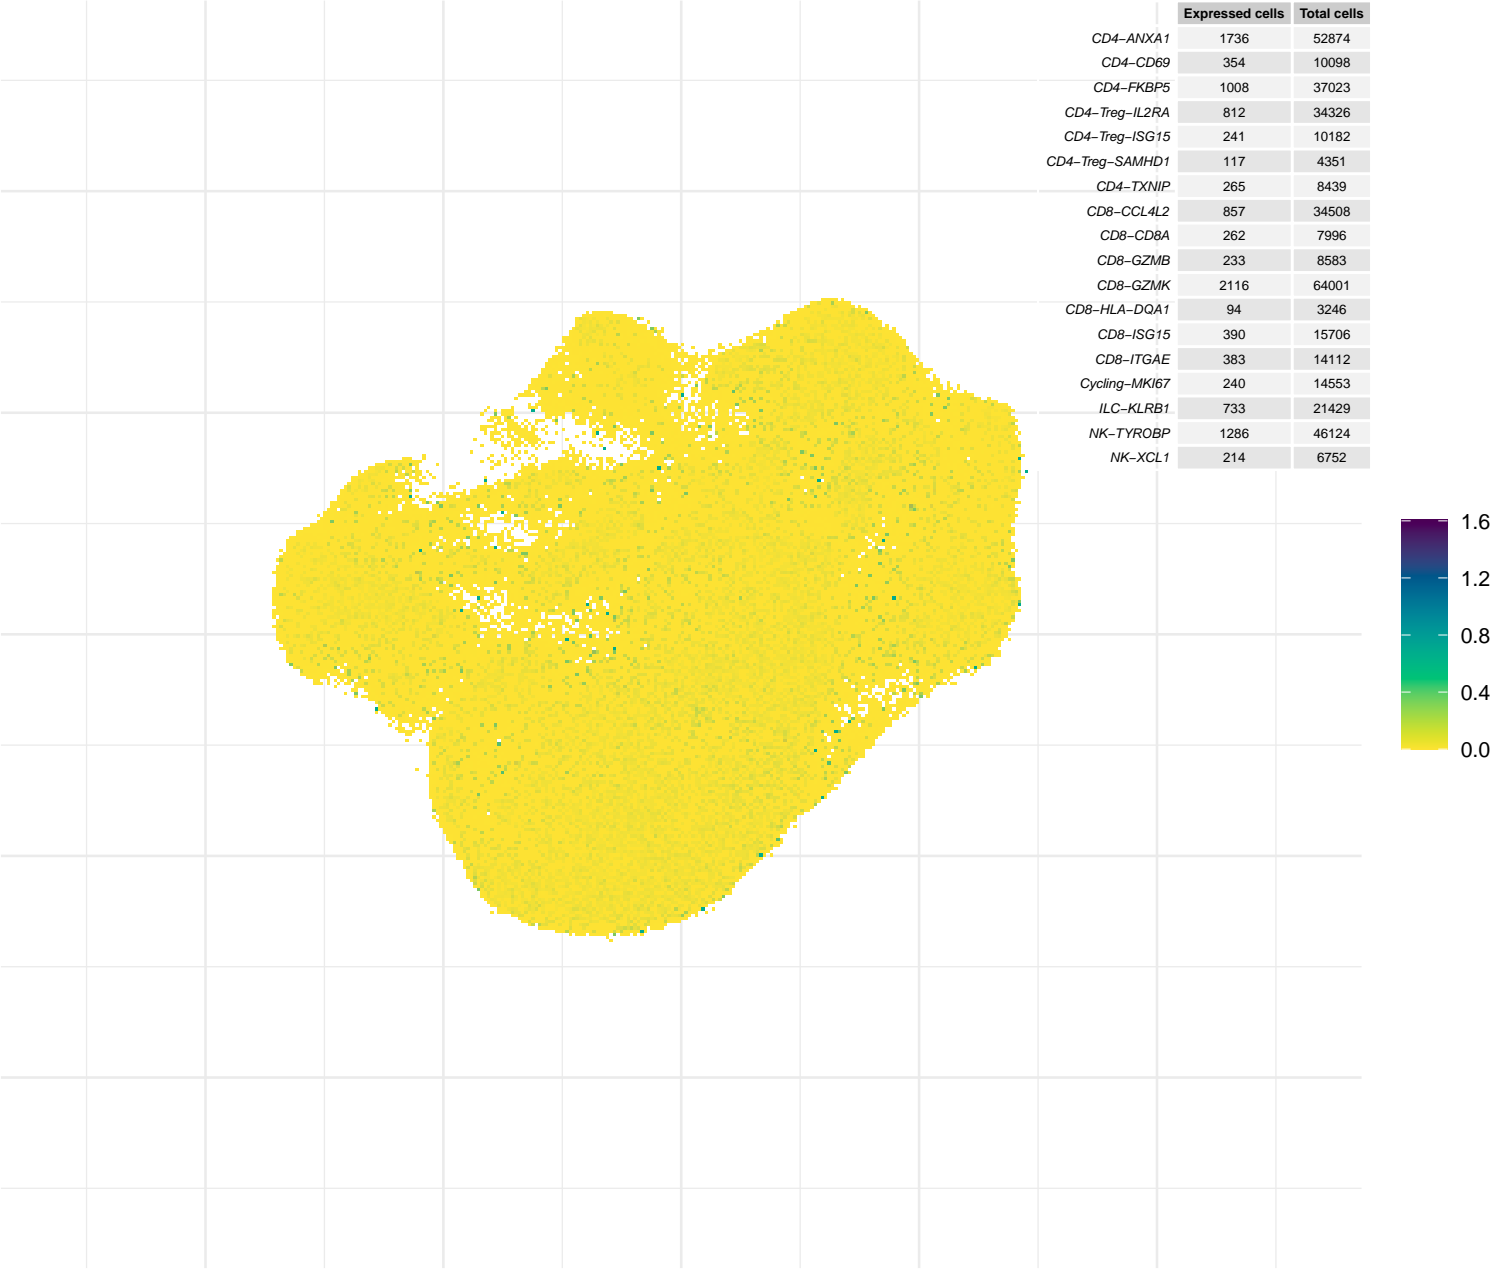 Expressed cells Total cells
CD4−ANXA1 1736 52874
CD4−CD69 354 10098
CD4−FKBP5 1008 37023
CD4−Treg−IL2RA 812 34326
CD4−Treg−ISG15 241 10182
CD4−Treg−SAMHD1 117 4351
CD4−TXNIP 265 8439
CD8−CCL4L2 857 34508
CD8−CD8A 262 7996
CD8−GZMB 233 8583
CD8−GZMK 2116 64001
CD8−HLA−DQA1 94 3246
CD8−ISG15 390 15706
CD8−ITGAE 383 14112
Cycling−MKI67 240 14553
ILC−KLRB1 733 21429
NK−TYROBP 1286 46124
NK−XCL1 214 6752
1.6
1.2
0.8
0.4
0.0